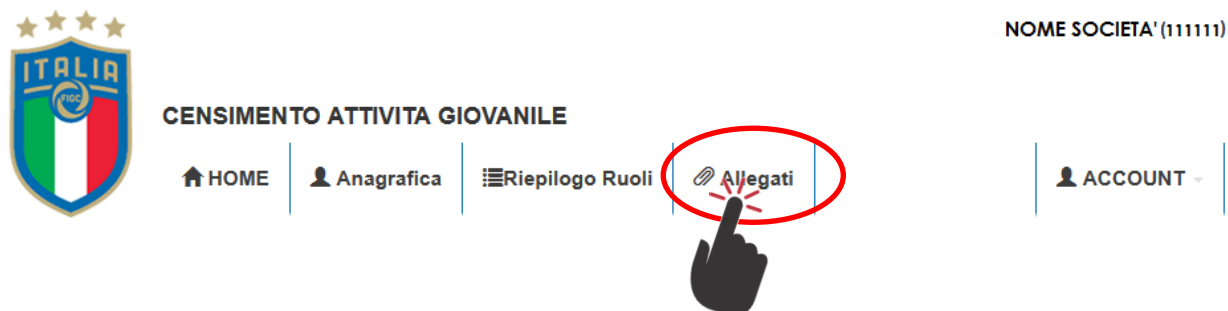 NOME SOCIETA' (111111)
ITALIA
FIGC
CENSIMENTO ATTIVITA GIOVANILE
HOME Anagrafica Riepilogo Ruoli Allegati ACCOUNT